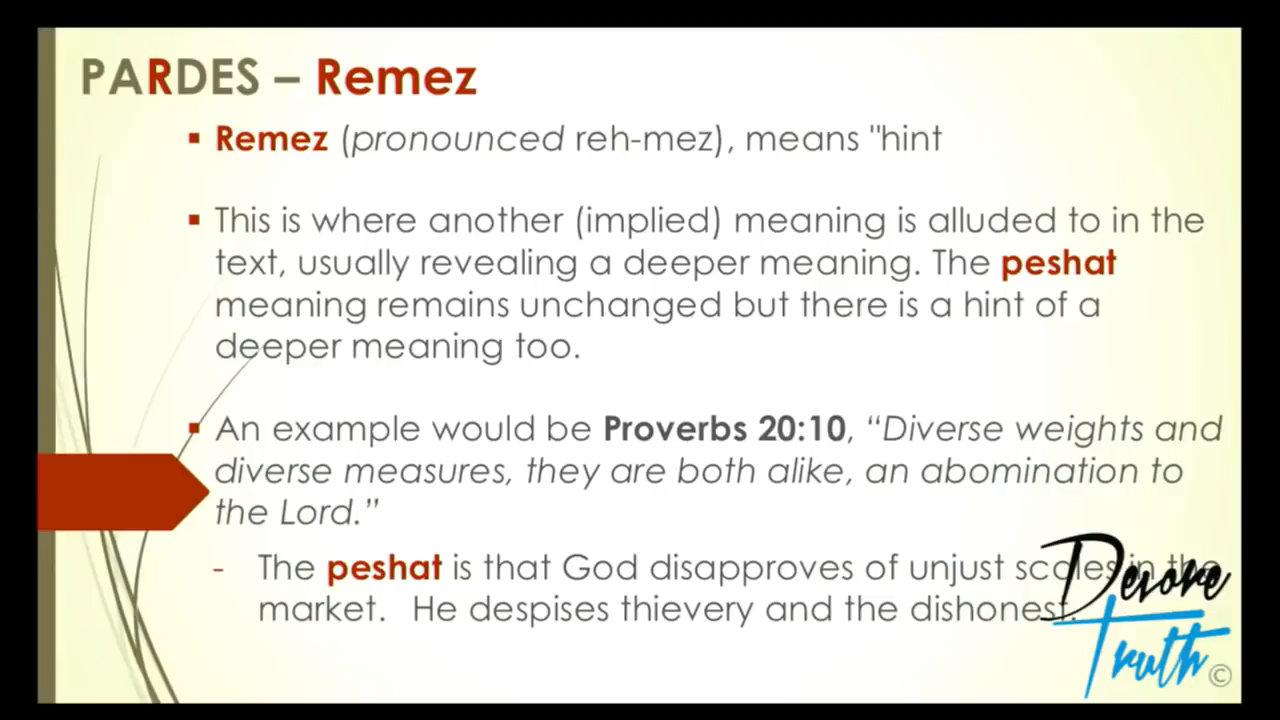 PARDES – Remez
▪ Remez (pronounced reh-mez), means "hint
▪ This is where another (implied) meaning is alluded to in the
text, usually revealing a deeper meaning. The peshat
meaning remains unchanged but there is a hint of a
deeper meaning too.
▪ An example would be Proverbs 20:10, “Diverse weights and
diverse measures, they are both alike, an abomination to
the Lord.”
- The peshat is that God disapproves of unjust scales in the
market. He despises thievery and the dishonest.
Devore
Truth ©